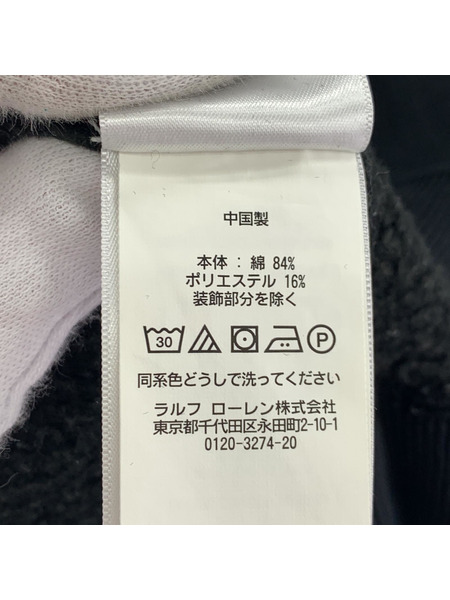 中国製
本体 : 綿 84%
ポリエステル 16%
装飾部分を除く
30 P
同系色どうしで洗ってください
ラルフ ローレン株式会社
東京都千代田区永田町2-10-1
0120-3274-20